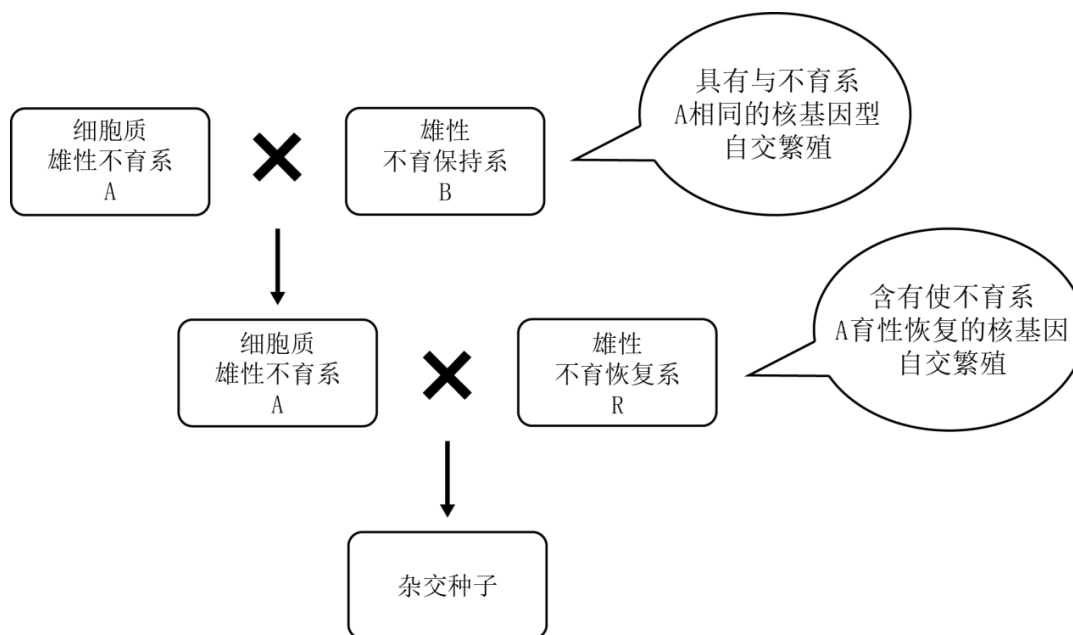 具有与不育系
A相同的核基因型
自交繁殖
细胞质
雄性不育系
A
雄性
不育保持系
B
含有使不育系
A育性恢复的核基因
自交繁殖
细胞质
雄性不育系
A
雄性
不育恢复系
R
杂交种子